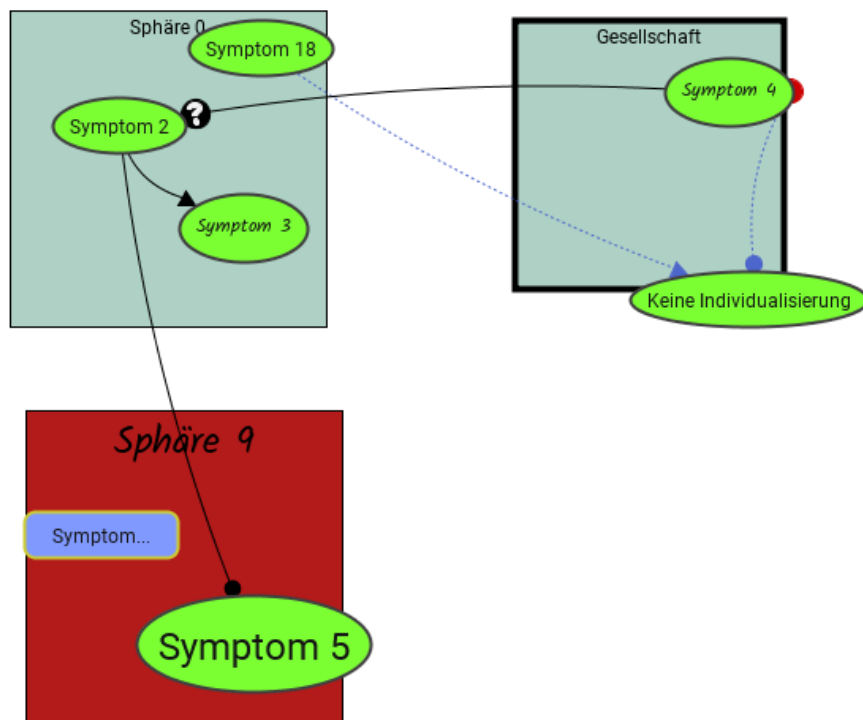 Sphäre 0
Symptom 18
Symptom 2
?
Symptom 3
Gesellschaft
Symptom 4
Keine Individualisierung
Sphäre 9
Symptom...
Symptom 5